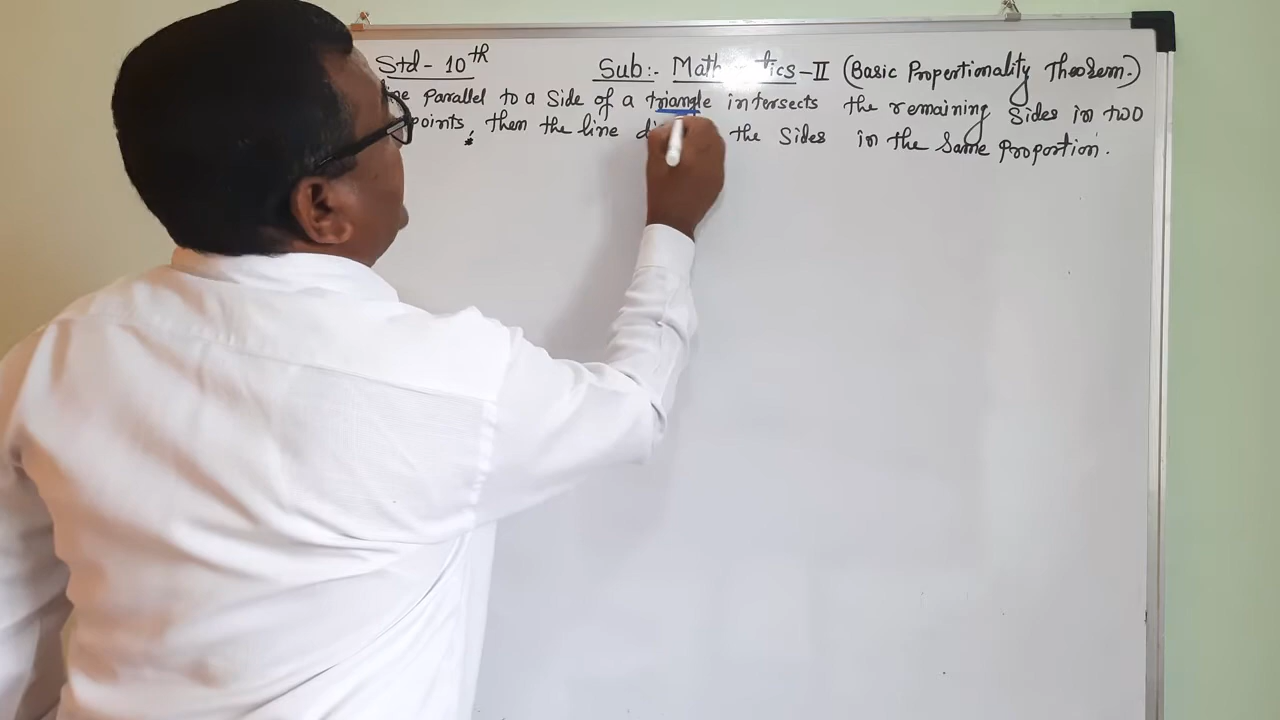 Std - 10th Sub:- Mathematics-II (Basic Propertionality Theorem.)
line parallel to a side of a triangle intersects the remaining sides in two
points, then the line the sides in the same proportion.